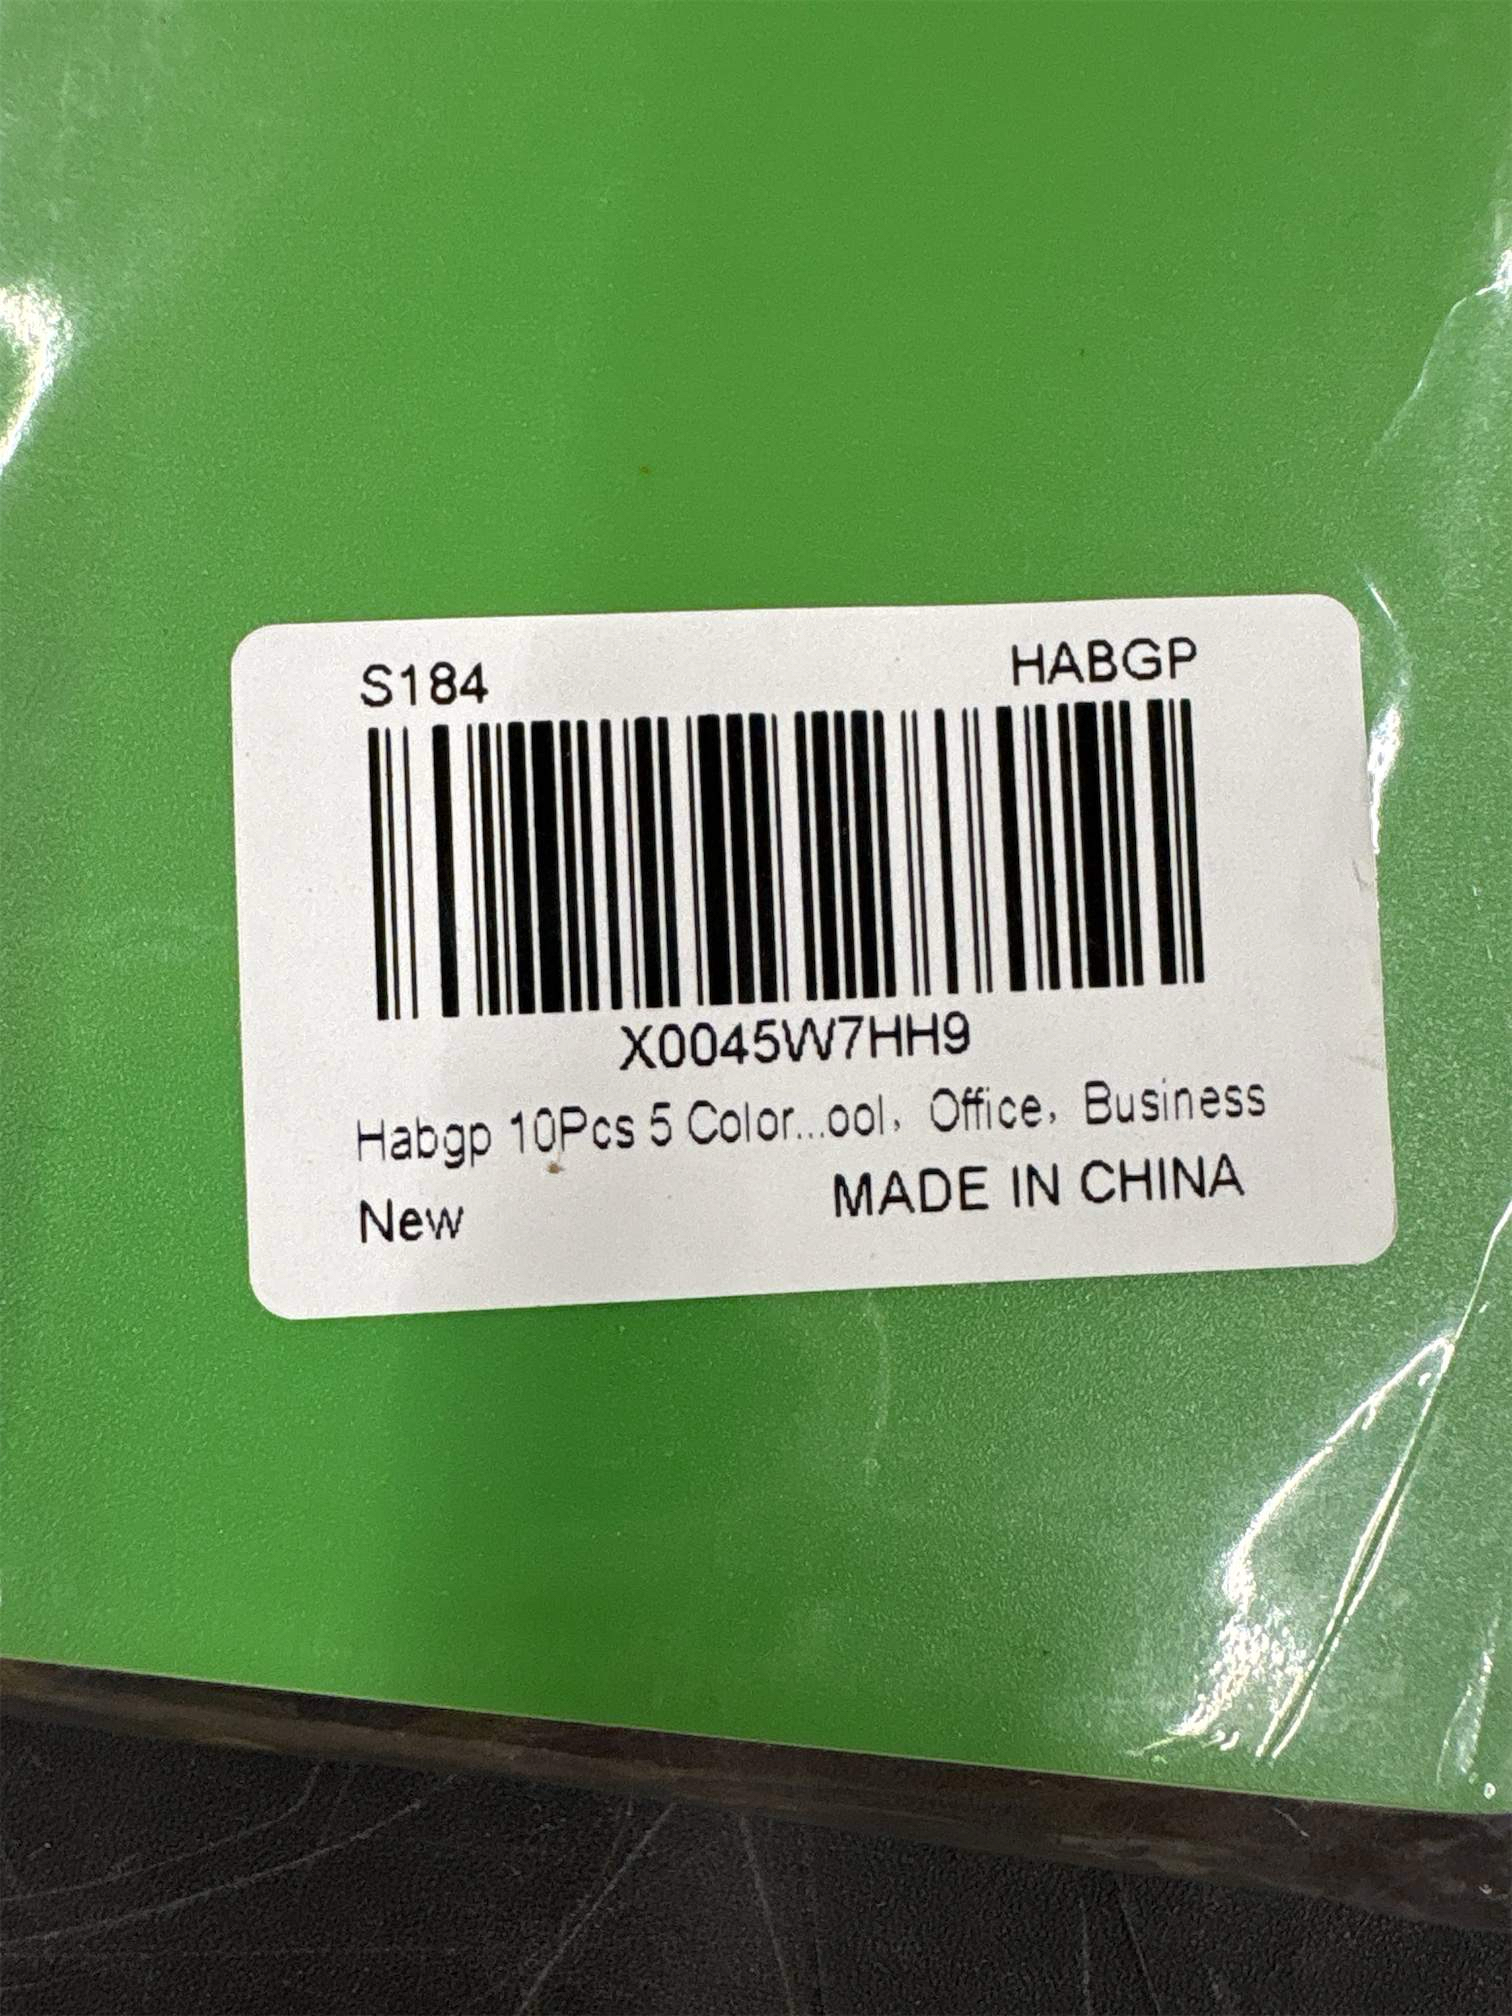 S184 HABGP
X0045W7HH9
Habgp 10Pcs 5 Color...ool，Office，Business
New MADE IN CHINA